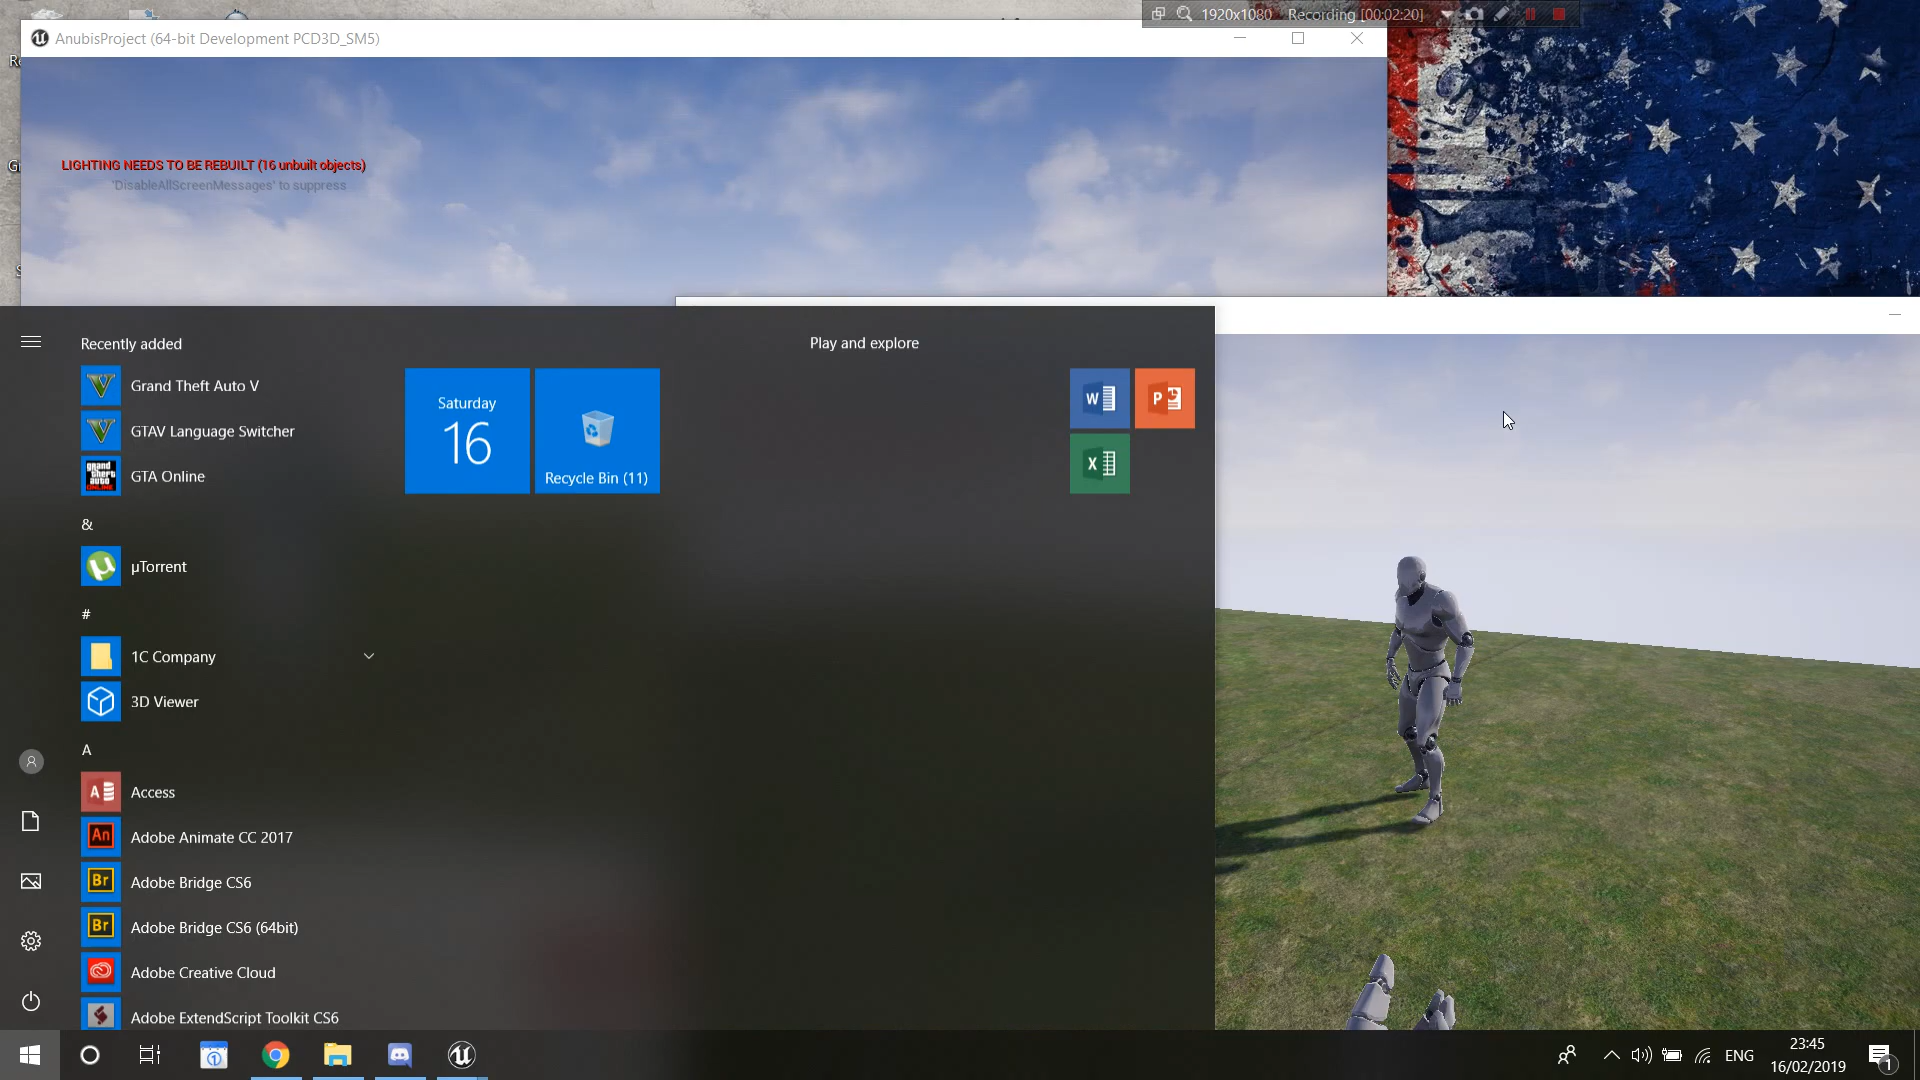 1920x1080 Recording [00:02:20]
AnubisProject (64-bit Development PCD3D_SM5)
LIGHTING NEEDS TO BE REBUILT (16 unbuilt objects)
'DisableAllScreenMessages' to suppress
Recently added
Grand Theft Auto V
GTAV Language Switcher
GTA Online
&
µTorrent
#
1C Company
3D Viewer
A
Access
Adobe Animate CC 2017
Adobe Bridge CS6
Adobe Bridge CS6 (64bit)
Adobe Creative Cloud
Adobe ExtendScript Toolkit CS6
Saturday
16
Recycle Bin (11)
Play and explore
ENG
23:45
16/02/2019
1